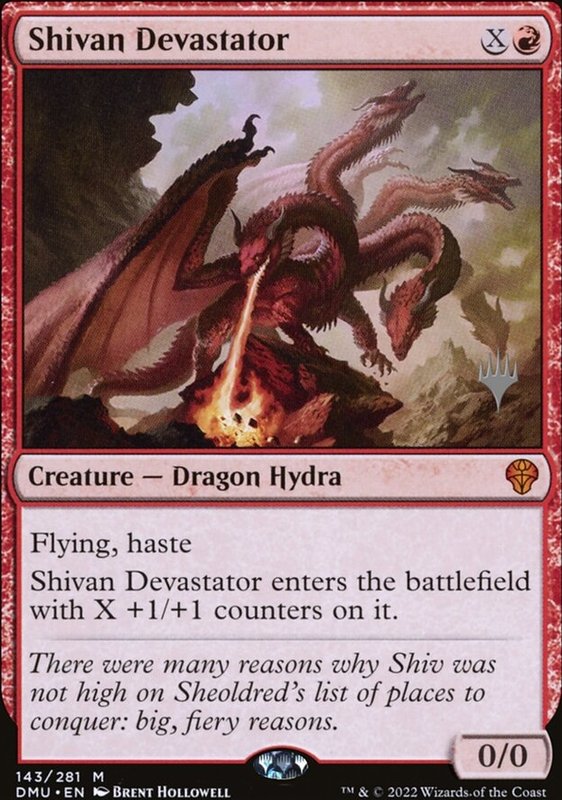 Shivan Devastator X
Creature — Dragon Hydra
Flying, haste
Shivan Devastator enters the battlefield
with X +1/+1 counters on it.
There were many reasons why Shiv was
not high on Sheoldred's list of places to
conquer: big, fiery reasons.
0/0
143/281 M
DMU • EN Brent Hollowell
™ & © 2022 Wizards of the Coast